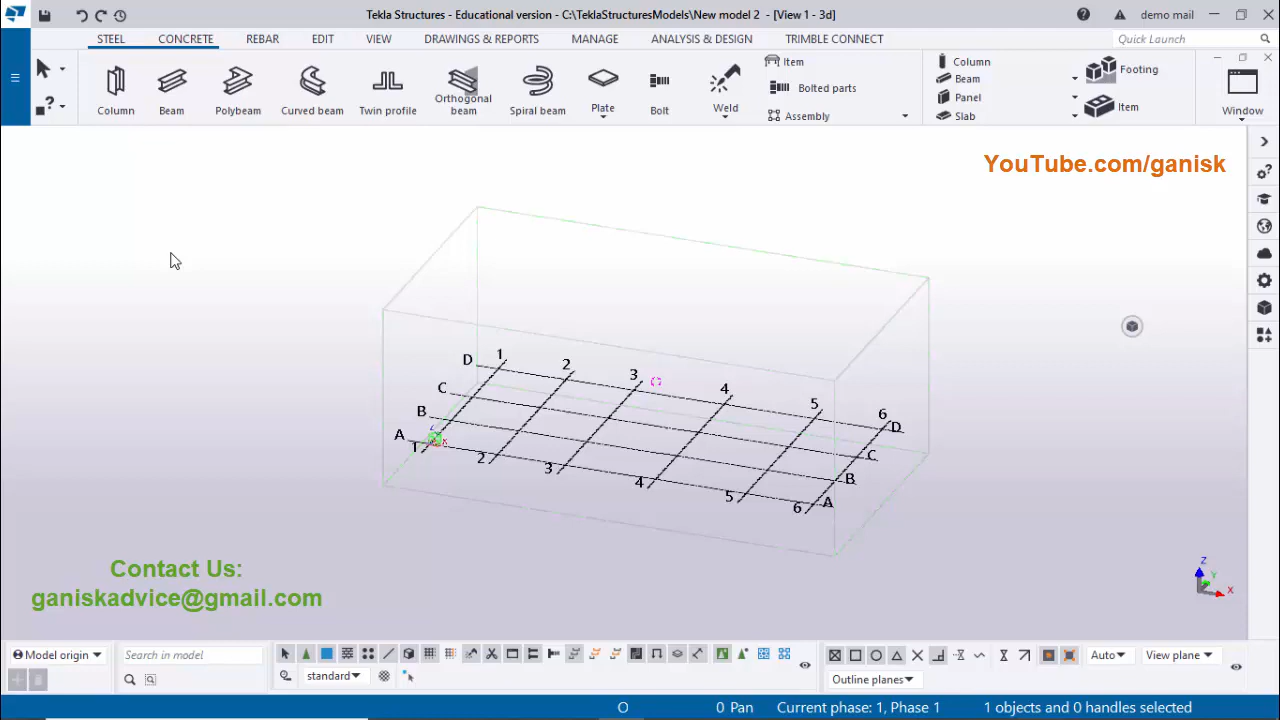 Tekla Structures - Educational version - C:\TeklaStructuresModels\New model 2 - [View 1 - 3d]
demo mail
STEEL CONCRETE REBAR EDIT VIEW DRAWINGS & REPORTS MANAGE ANALYSIS & DESIGN TRIMBLE CONNECT
Quick Launch
Column
Beam
Polybeam
Curved beam
Twin profile
Orthogonal
beam
Spiral beam
Plate
Bolt
Weld
Item
Bolted parts
Assembly
Column
Beam
Panel
Slab
Footing
Item
Window
YouTube.com/ganisk
D 1 2 3 4 5 6 D
C C
B B
A 1 2 3 4 5 6 A
Contact Us:
ganiskadvice@gmail.com
Z
Y
X
Model origin
Search in model
standard
Auto
View plane
Outline planes
O 0 Pan Current phase: 1, Phase 1 1 objects and 0 handles selected